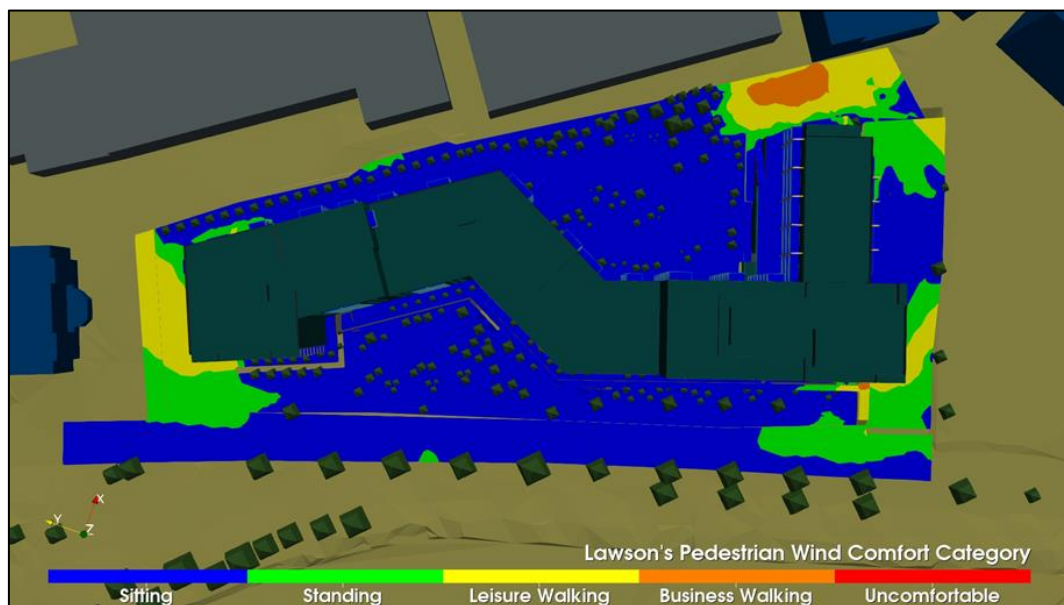 X
Y
Z
Lawson's Pedestrian Wind Comfort Category
Sitting Standing Leisure Walking Business Walking Uncomfortable